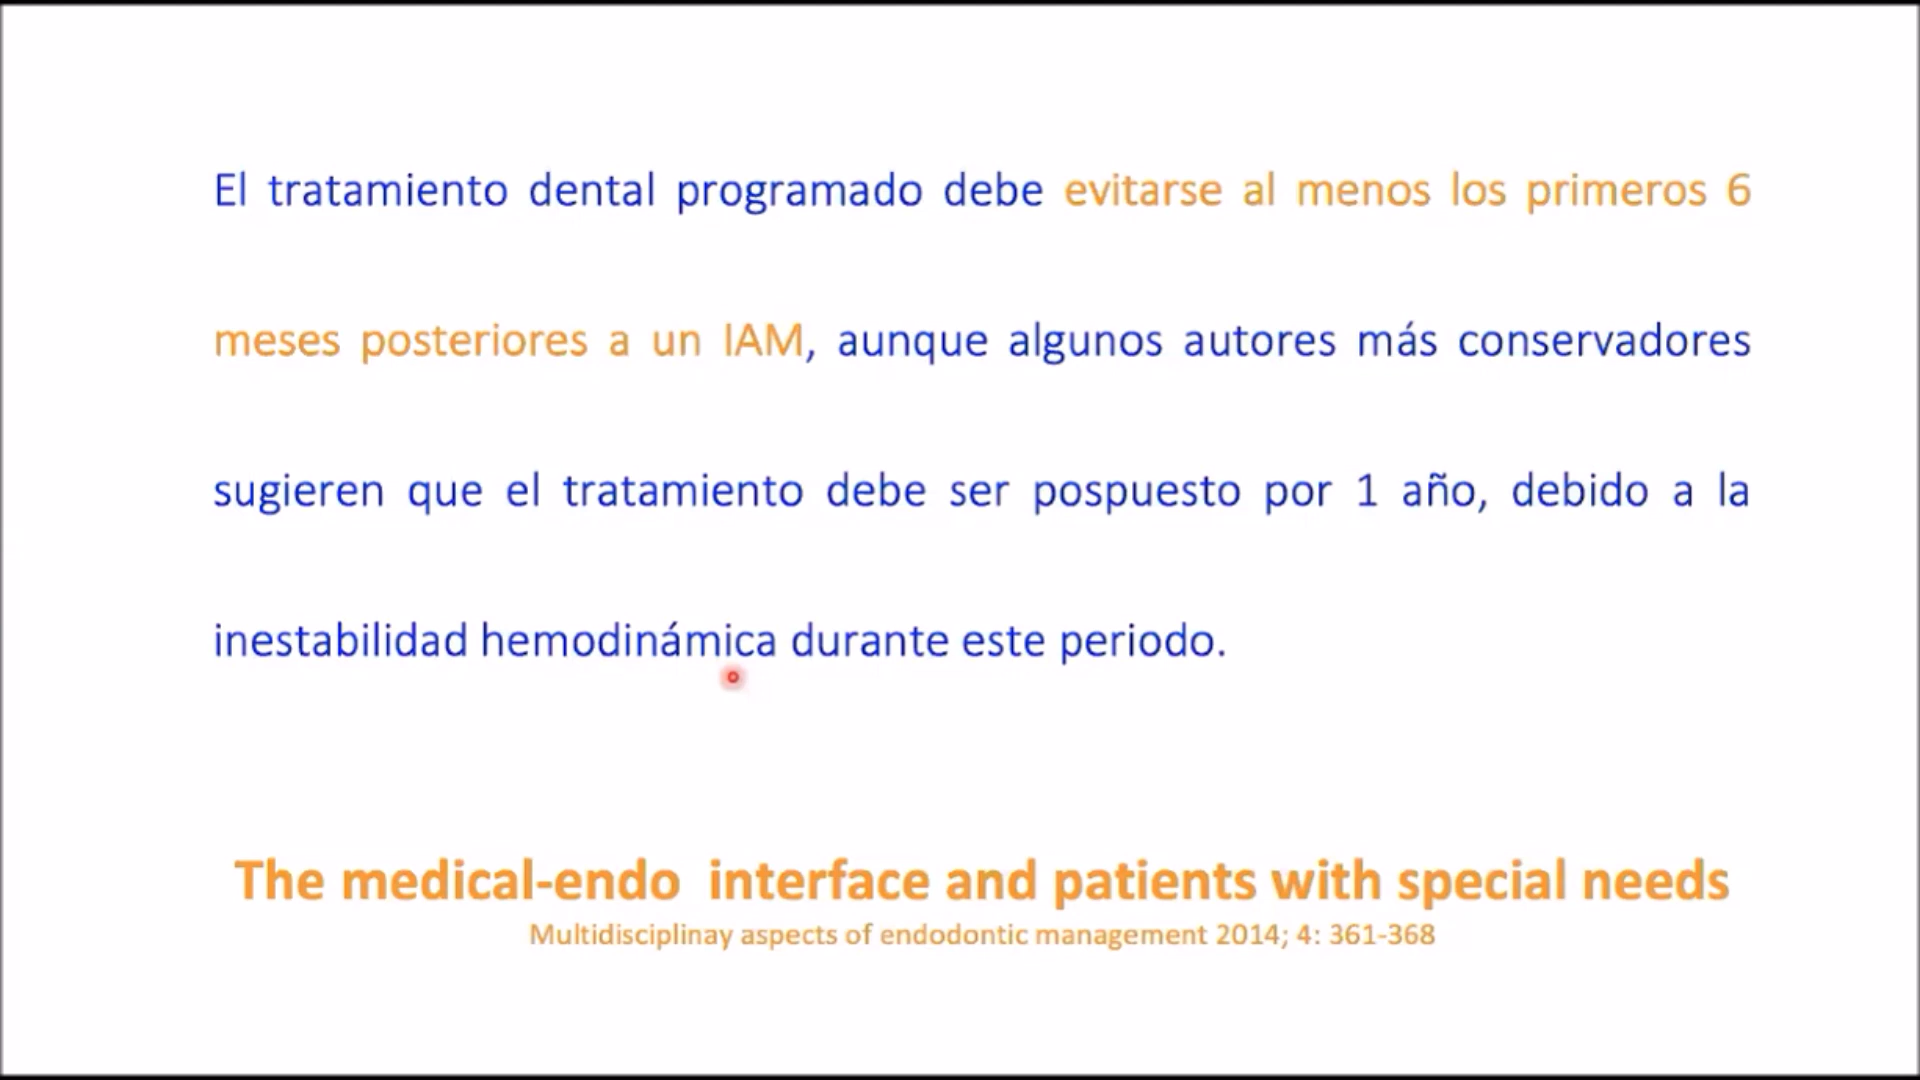 El tratamiento dental programado debe evitarse al menos los primeros 6
meses posteriores a un IAM, aunque algunos autores más conservadores
sugieren que el tratamiento debe ser pospuesto por 1 año, debido a la
inestabilidad hemodinámica durante este periodo.
The medical-endo interface and patients with special needs
Multidisciplinay aspects of endodontic management 2014; 4: 361-368